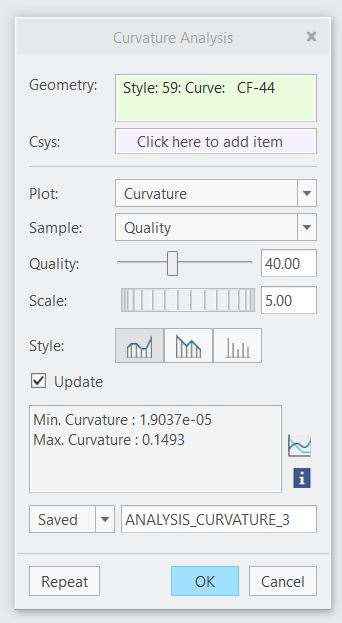 Curvature Analysis
Geometry: Style: 59: Curve: CF-44
Csys: Click here to add item
Plot: Curvature
Sample: Quality
Quality: 40.00
Scale: 5.00
Style:
Update
Min. Curvature : 1.9037e-05
Max. Curvature : 0.1493
Saved ANALYSIS_CURVATURE_3
Repeat OK Cancel